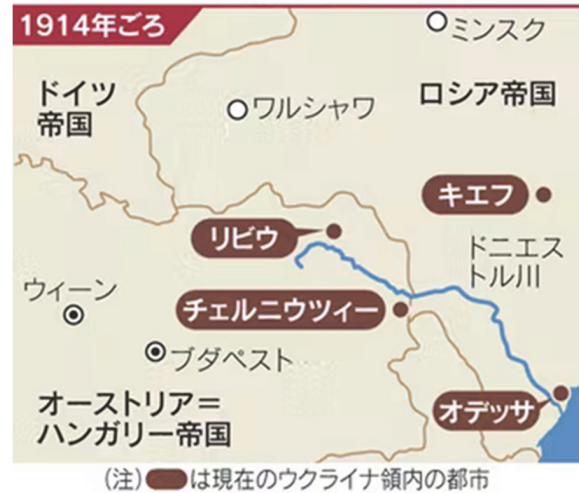 1914年ごろ
ミンスク
ドイツ
帝国
ワルシャワ
ロシア帝国
キエフ
リビウ
ドニエス
トル川
ウィーン
チェルニウツィー
ブダペスト
オーストリア＝
ハンガリー帝国
オデッサ
(注)は現在のウクライナ領内の都市